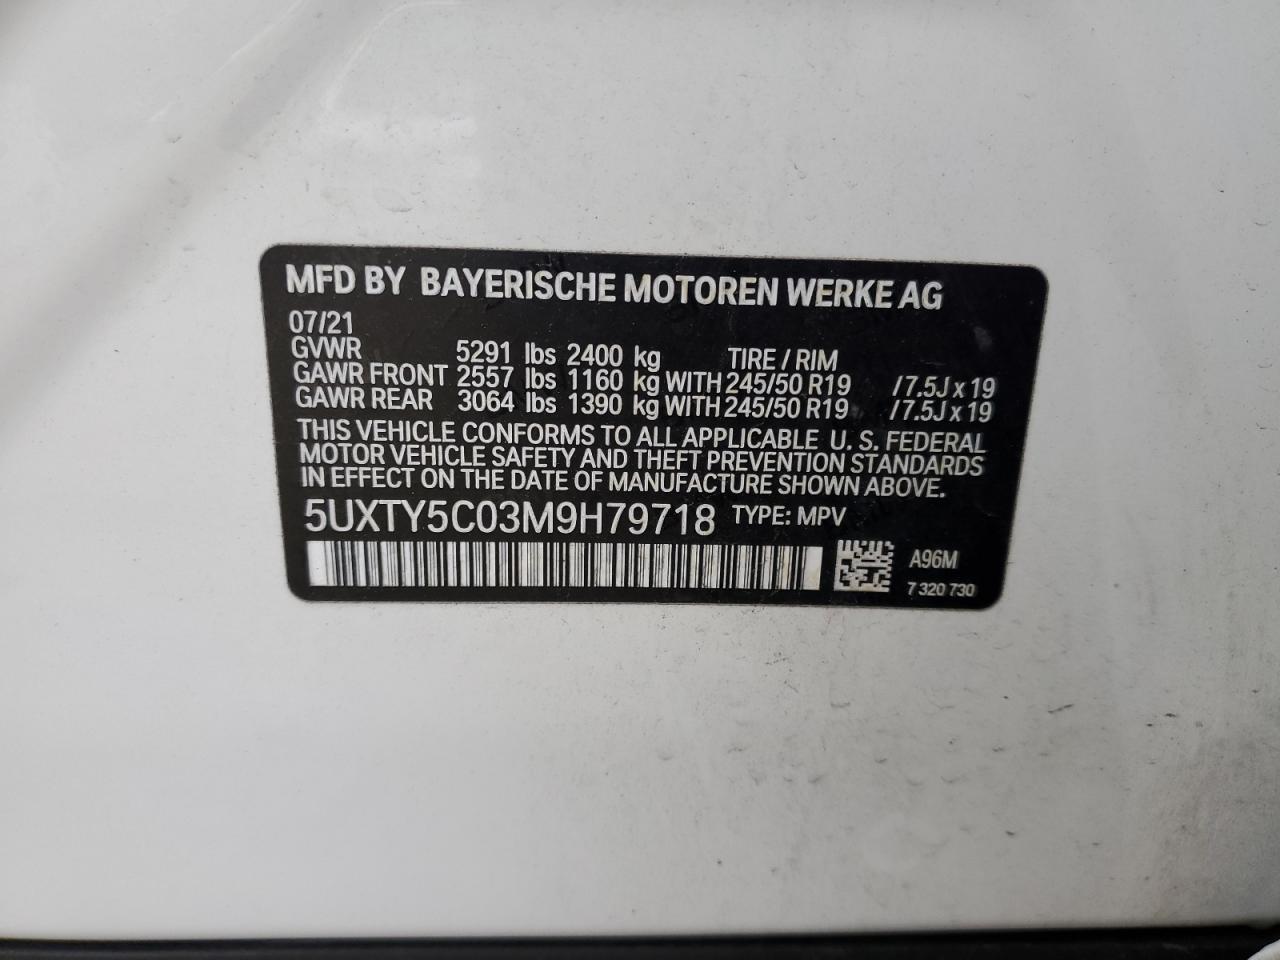 MFD BY BAYERISCHE MOTOREN WERKE AG
07/21
GVWR 5291 lbs 2400 kg TIRE / RIM
GAWR FRONT 2557 lbs 1160 kg WITH 245/50 R19 /7.5J x 19
GAWR REAR 3064 lbs 1390 kg WITH 245/50 R19 /7.5J x 19
THIS VEHICLE CONFORMS TO ALL APPLICABLE U. S. FEDERAL
MOTOR VEHICLE SAFETY AND THEFT PREVENTION STANDARDS
IN EFFECT ON THE DATE OF MANUFACTURE SHOWN ABOVE.
5UXTY5C03M9H79718 TYPE: MPV
A96M
7 320 730